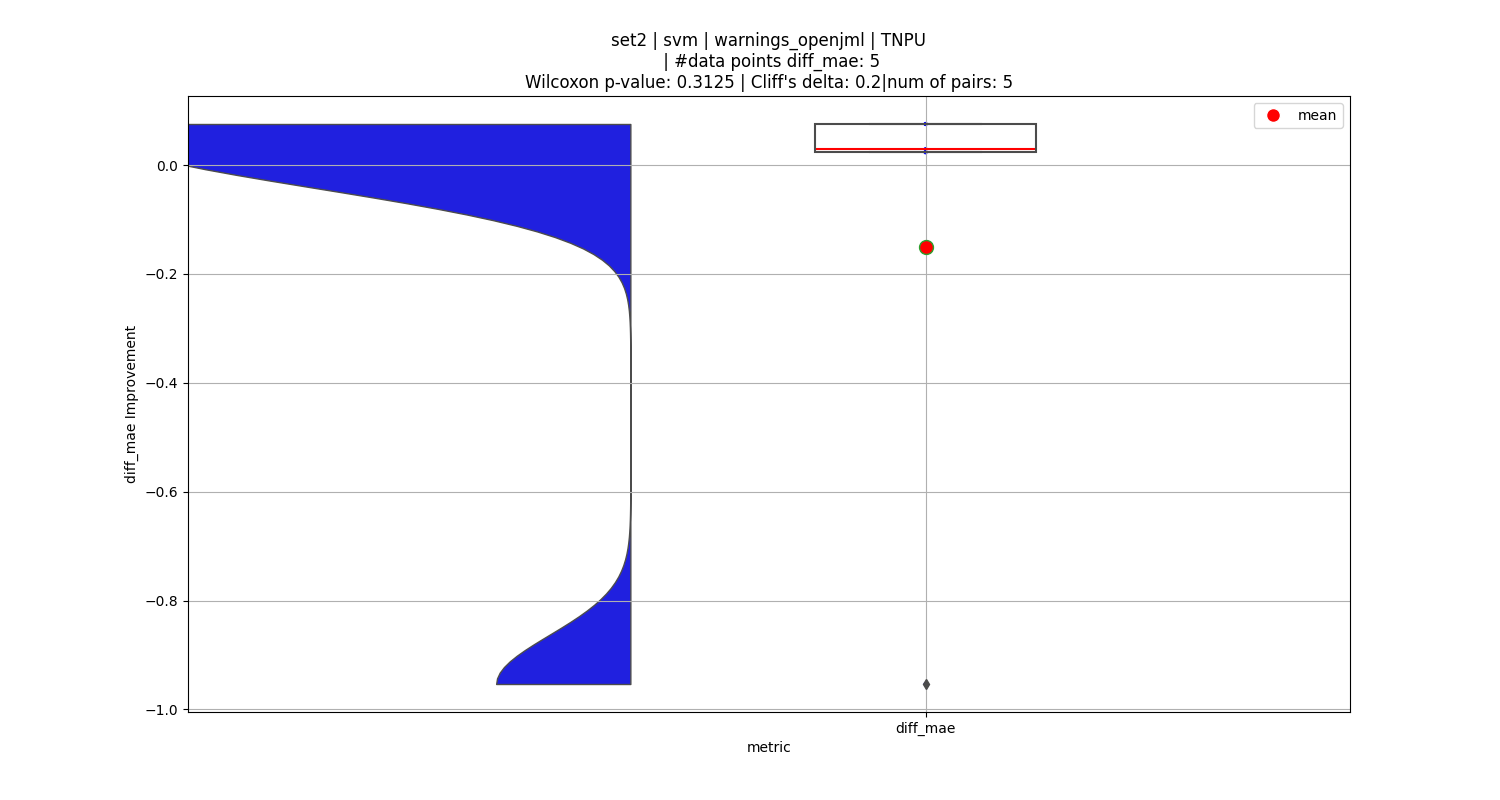 set2 | svm | warnings_openjml | TNPU
| #data points diff_mae: 5
Wilcoxon p-value: 0.3125 | Cliff's delta: 0.2|num of pairs: 5
mean
0.0
−0.2
−0.4
−0.6
−0.8
−1.0
diff_mae Improvement
diff_mae
metric